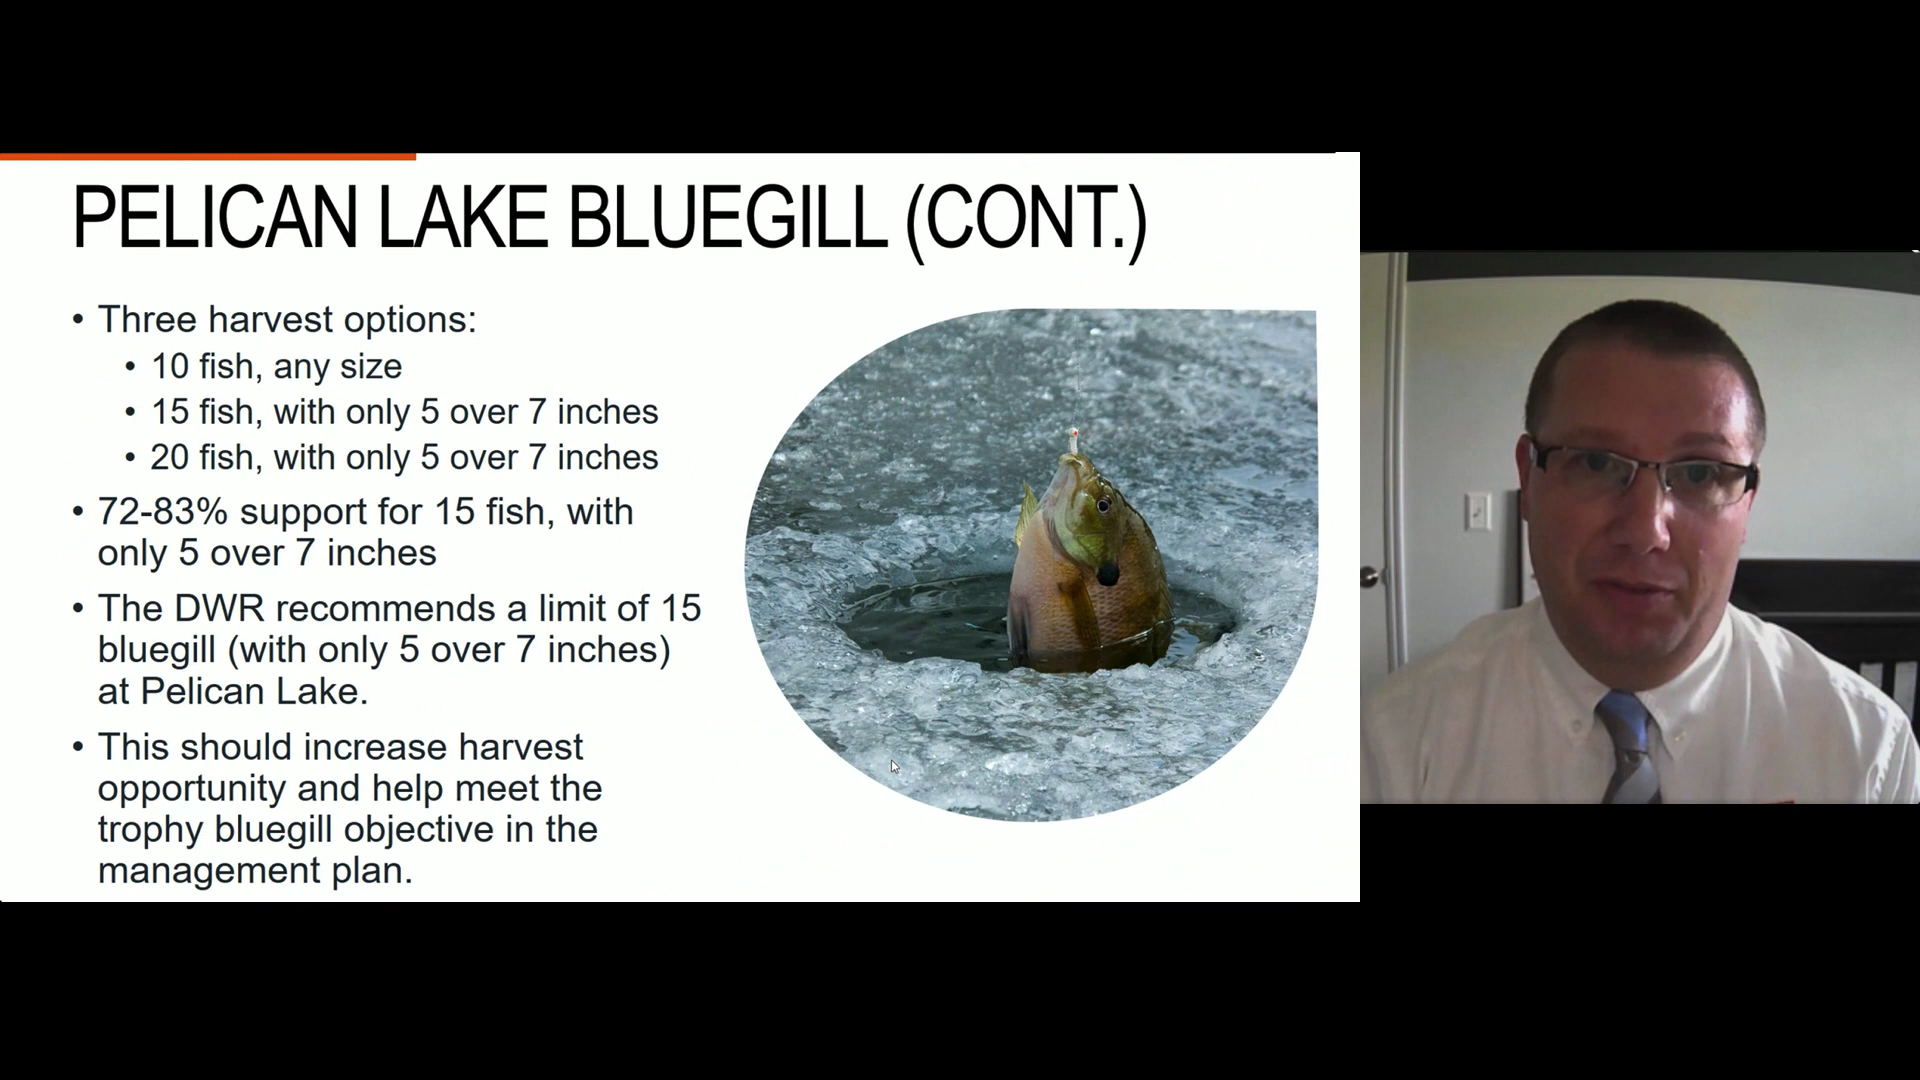 PELICAN LAKE BLUEGILL (CONT.)
• Three harvest options:
• 10 fish, any size
• 15 fish, with only 5 over 7 inches
• 20 fish, with only 5 over 7 inches
• 72-83% support for 15 fish, with
only 5 over 7 inches
• The DWR recommends a limit of 15
bluegill (with only 5 over 7 inches)
at Pelican Lake.
• This should increase harvest
opportunity and help meet the
trophy bluegill objective in the
management plan.